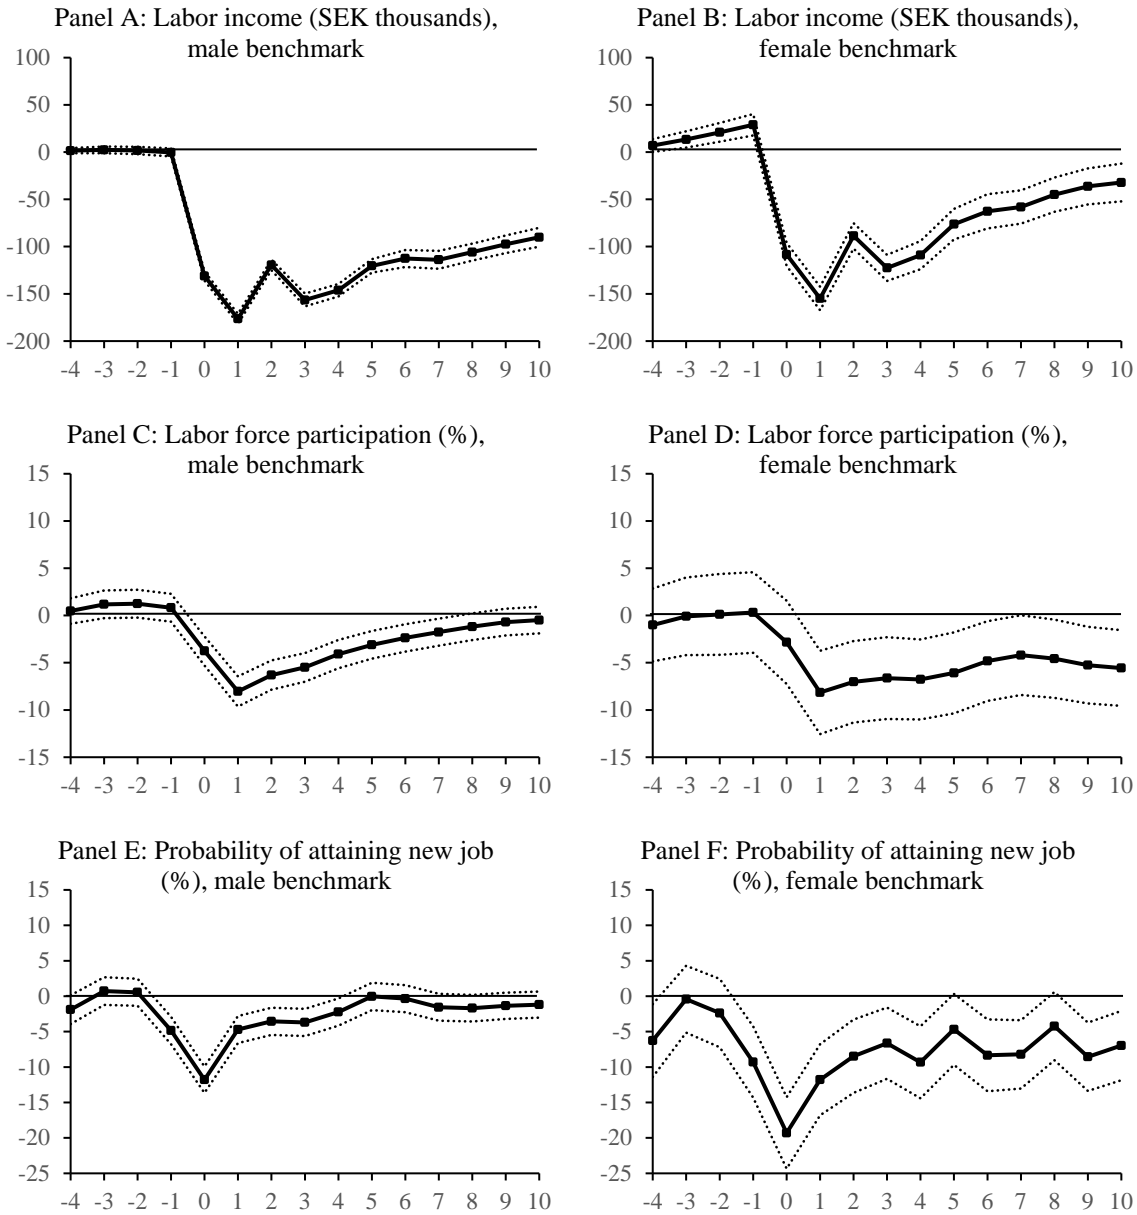 Panel A: Labor income (SEK thousands),
male benchmark
100
50
0
-50
-100
-150
-200
-4 -3 -2 -1 0 1 2 3 4 5 6 7 8 9 10
Panel B: Labor income (SEK thousands),
female benchmark
100
50
0
-50
-100
-150
-200
-4 -3 -2 -1 0 1 2 3 4 5 6 7 8 9 10
Panel C: Labor force participation (%),
male benchmark
15
10
5
0
-5
-10
-15
-4 -3 -2 -1 0 1 2 3 4 5 6 7 8 9 10
Panel D: Labor force participation (%),
female benchmark
15
10
5
0
-5
-10
-15
-4 -3 -2 -1 0 1 2 3 4 5 6 7 8 9 10
Panel E: Probability of attaining new job
(%), male benchmark
15
10
5
0
-5
-10
-15
-20
-25
-4 -3 -2 -1 0 1 2 3 4 5 6 7 8 9 10
Panel F: Probability of attaining new job
(%), female benchmark
15
10
5
0
-5
-10
-15
-20
-25
-4 -3 -2 -1 0 1 2 3 4 5 6 7 8 9 10